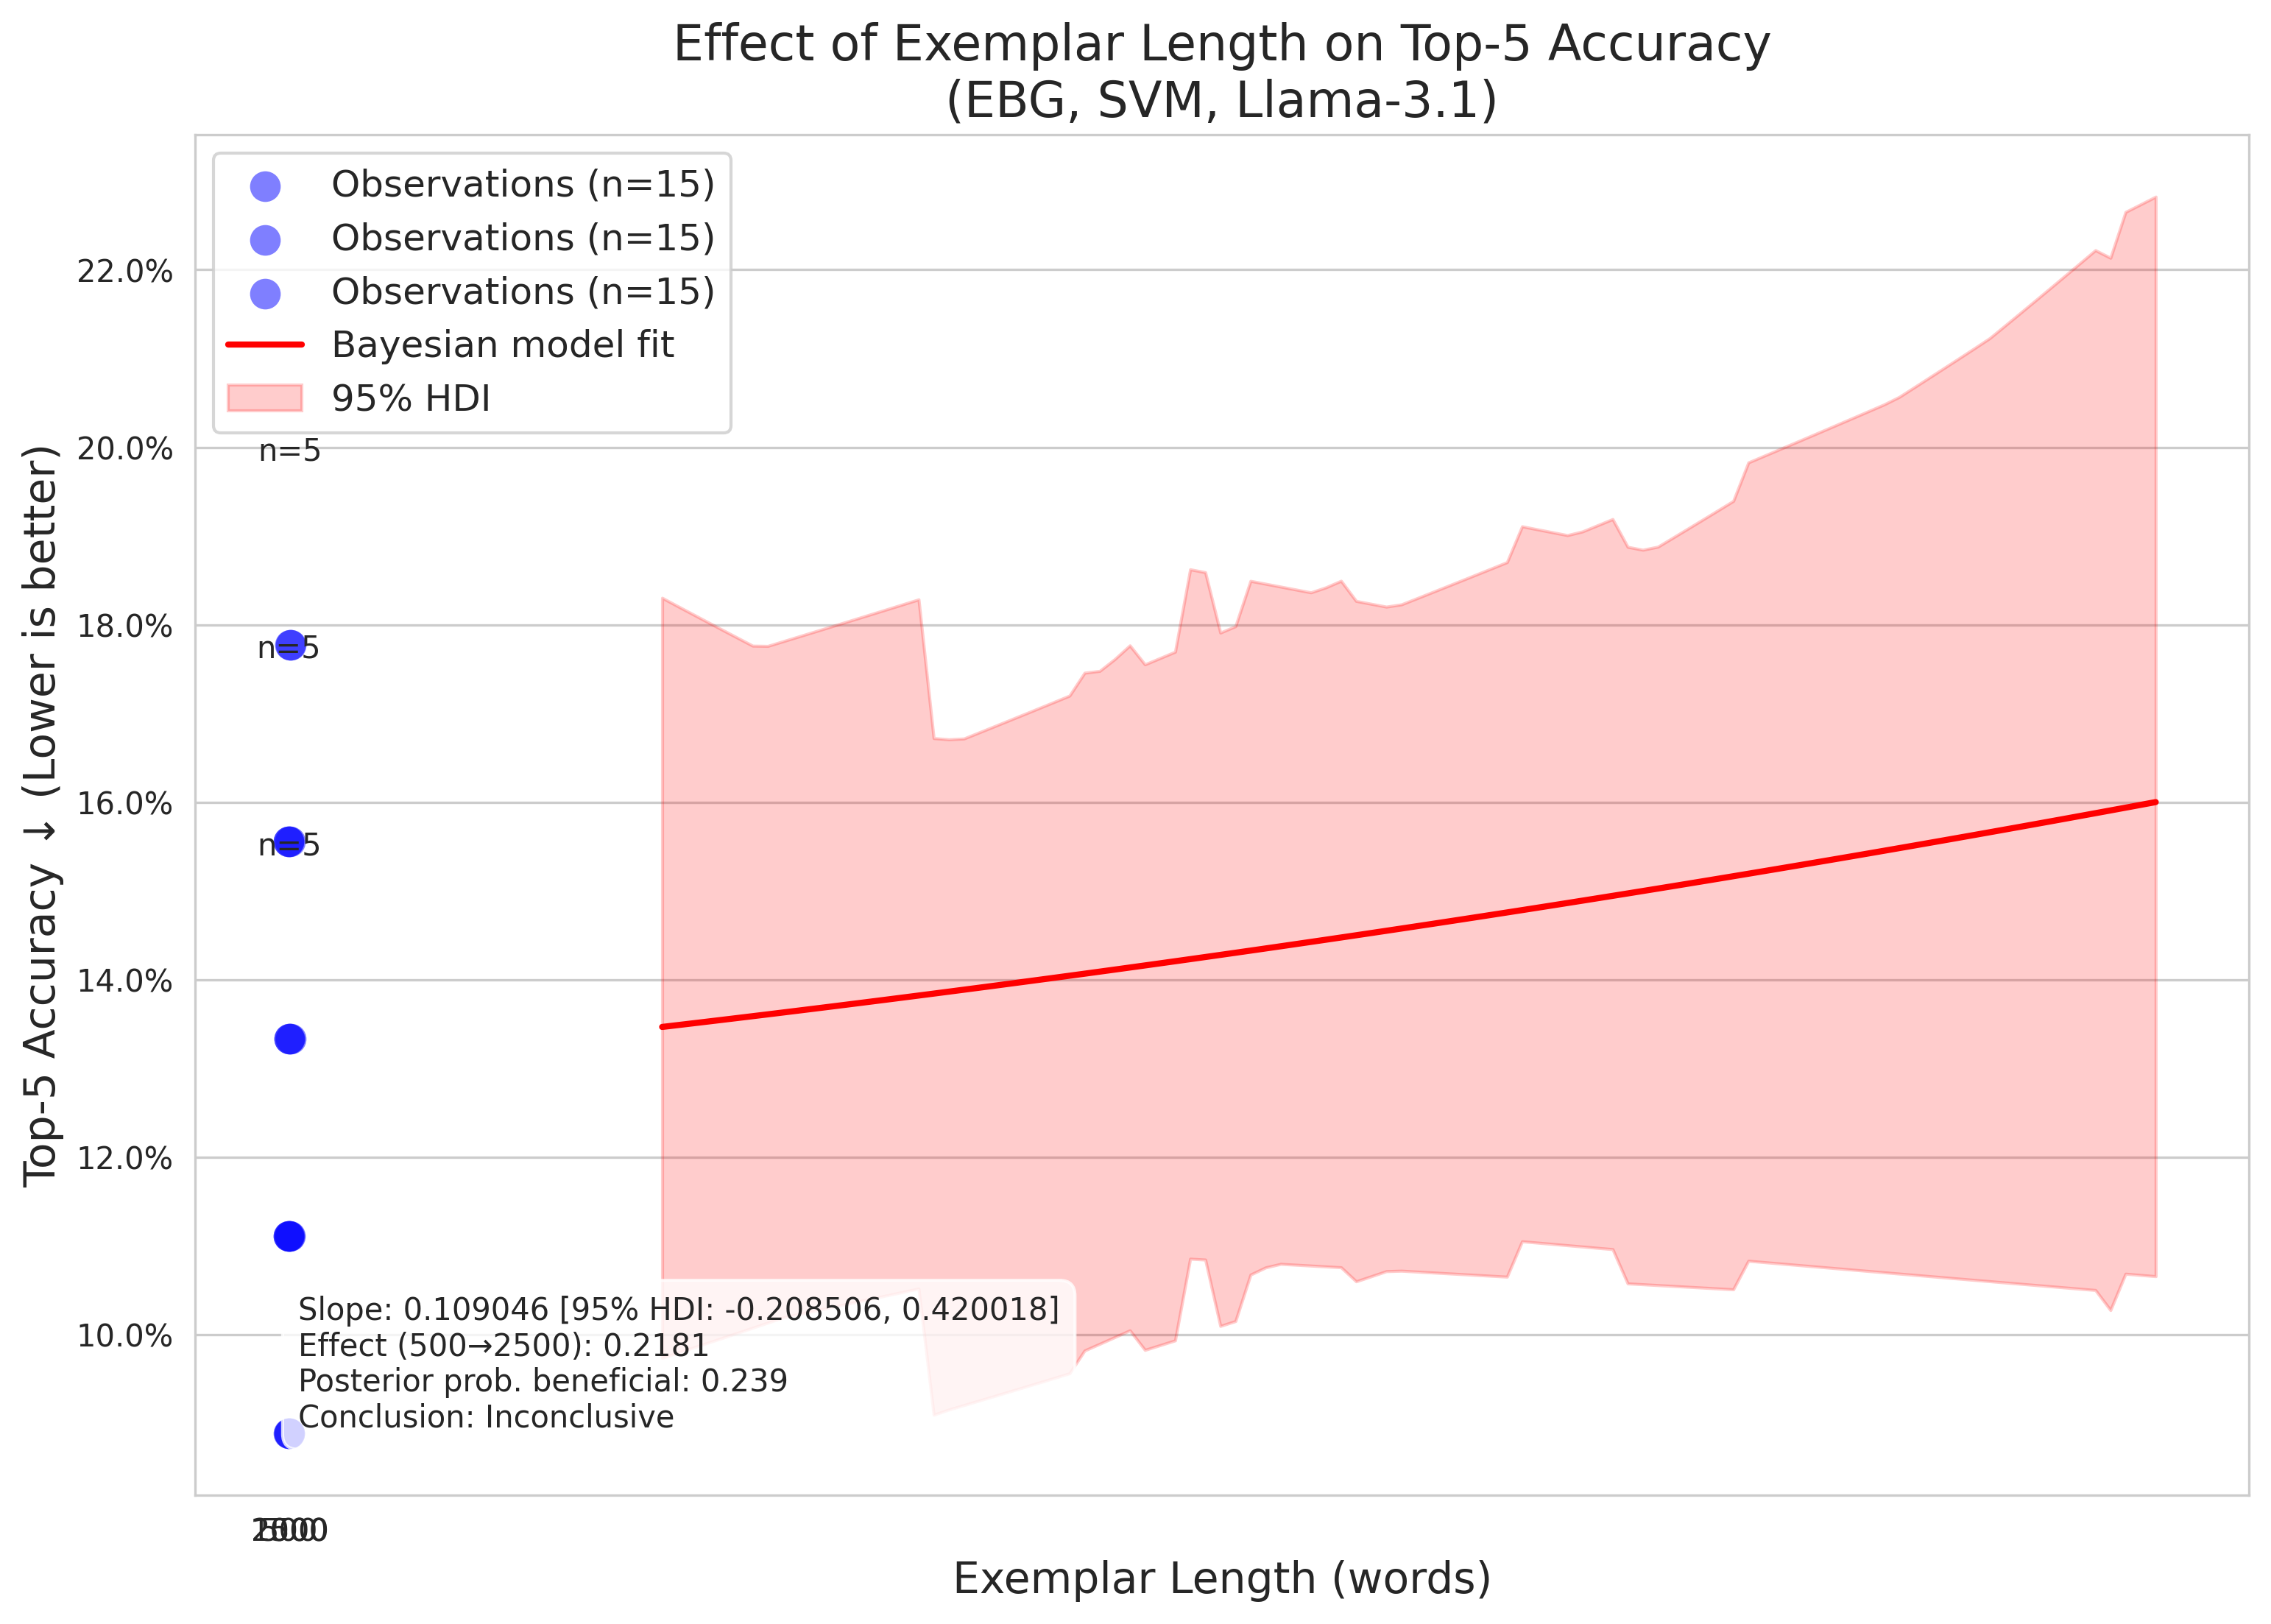 Effect of Exemplar Length on Top-5 Accuracy
(EBG, SVM, Llama-3.1)
Observations (n=15)
Observations (n=15)
Observations (n=15)
Bayesian model fit
95% HDI
Top-5 Accuracy ↓ (Lower is better)
22.0%
20.0%
18.0%
16.0%
14.0%
12.0%
10.0%
n=5
n=5
n=5
Slope: 0.109046 [95% HDI: -0.208506, 0.420018]
Effect (500→2500): 0.2181
Posterior prob. beneficial: 0.239
Conclusion: Inconclusive
Exemplar Length (words)